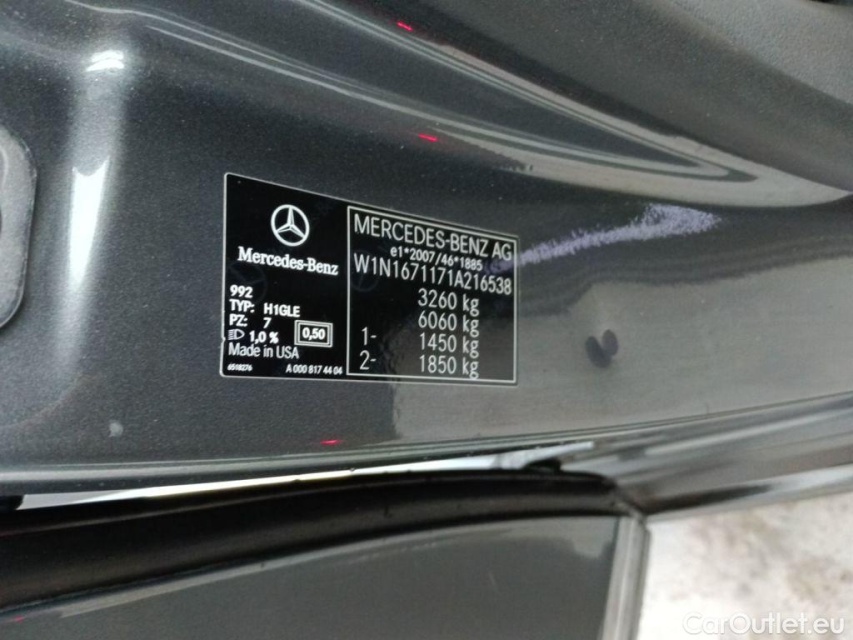 Mercedes-Benz
992
TYP: H1GLE
PZ: 7
1,0 % 0,50
Made in USA
6518276 A 000 817 44 04
MERCEDES-BENZ AG
e1*2007/46*1885
W1N1671171A216538
3260 kg
6060 kg
1- 1450 kg
2- 1850 kg
CarOutlet.eu